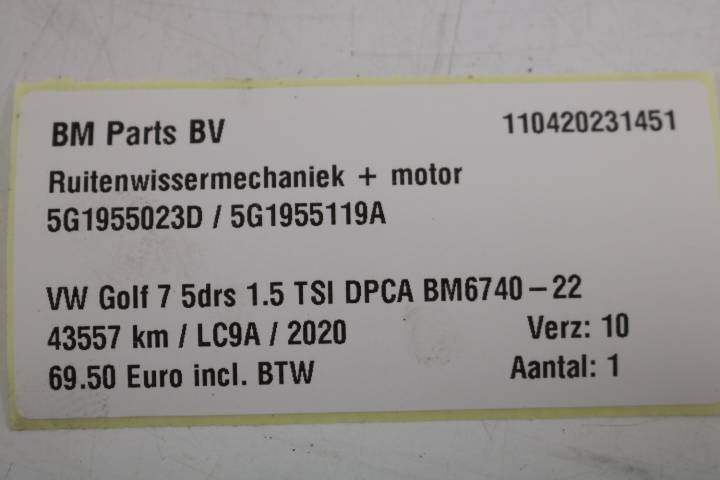 BM Parts BV 110420231451
Ruitenwissermechaniek + motor
5G1955023D / 5G1955119A
VW Golf 7 5drs 1.5 TSI DPCA BM6740-22
43557 km / LC9A / 2020 Verz: 10
69.50 Euro incl. BTW Aantal: 1